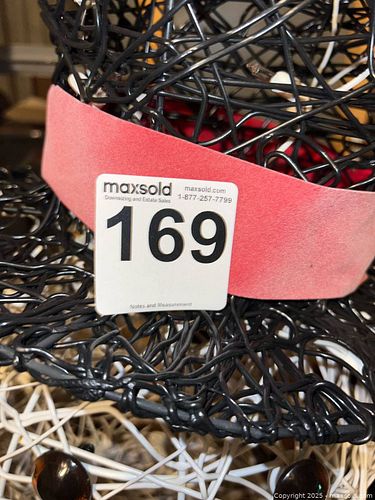 maxsold
maxsold.com
Downsizing and Estate Sales
1-877-257-7799
169
Notes and Measurement
Copyright 2025 - maxsold.com